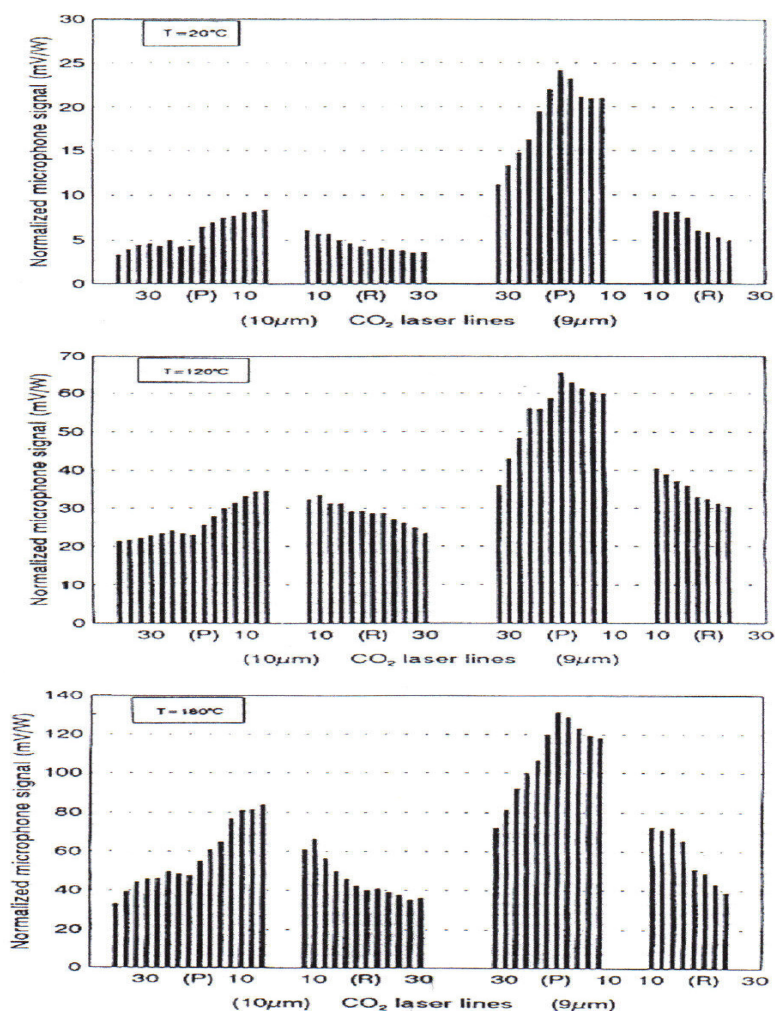 Normalized microphone signal (mV/W)
T = 20°C
30
25
20
15
10
5
0
30 (P) 10 10 (R) 30 30 (P) 10 10 (R) 30
(10μm) CO₂ laser lines (9μm)
Normalized microphone signal (mV/W)
T = 120°C
70
60
50
40
30
20
10
0
30 (P) 10 10 (R) 30 30 (P) 10 10 (R) 30
(10μm) CO₂ laser lines (9μm)
Normalized microphone signal (mV/W)
T = 180°C
140
120
100
80
60
40
20
0
30 (P) 10 10 (R) 30 30 (P) 10 10 (R) 30
(10μm) CO₂ laser lines (9μm)